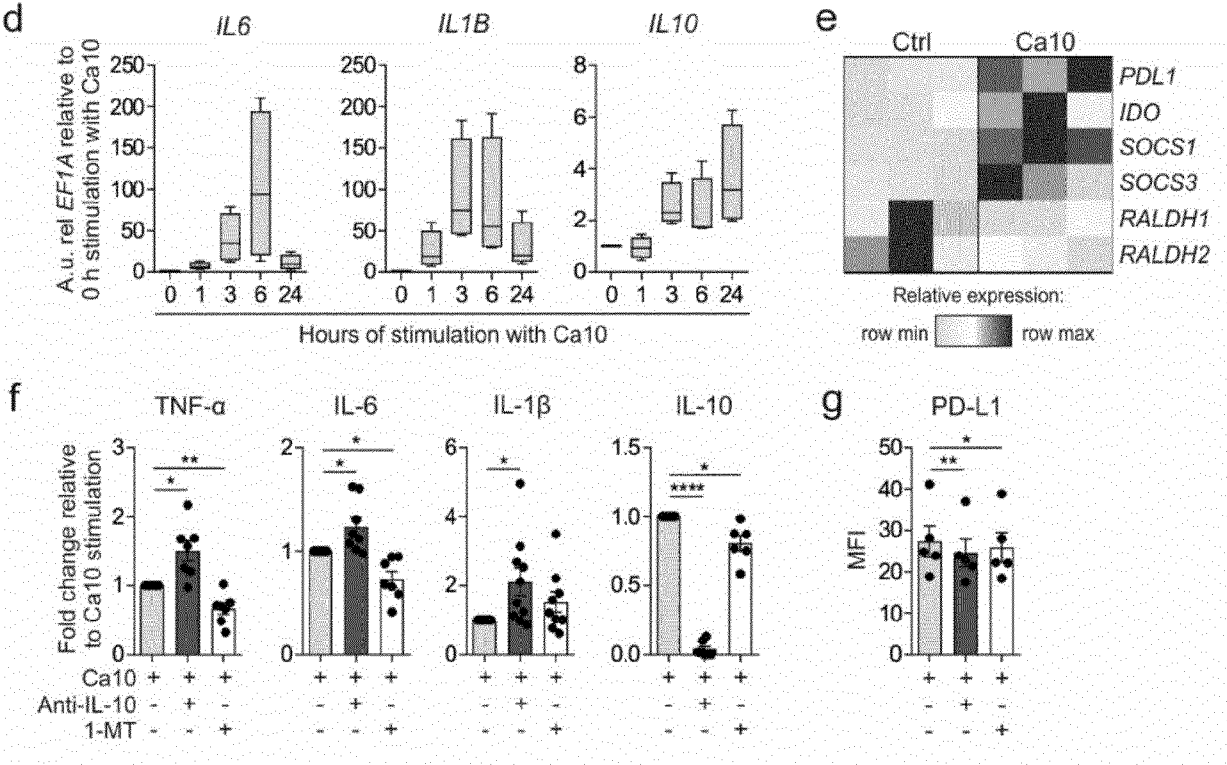 d
IL6
IL1B
IL10
A.u. rel EF1A relative to
0 h stimulation with Ca10
250
200
150
100
50
0
0 1 3 6 24
250
200
150
100
50
0
0 1 3 6 24
8
6
4
2
0
0 1 3 6 24
Hours of stimulation with Ca10
e
Ctrl Ca10
PDL1
IDO
SOCS1
SOCS3
RALDH1
RALDH2
Relative expression:
row min row max
f
TNF-α
IL-6
IL-1β
IL-10
Fold change relative
to Ca10 stimulation
3
2
1
0
** 
*
2
1
0
*
*
6
4
2
0
*
1.5
1.0
0.5
0.0
*
****
Ca10 + + + + + + + + + + + +
Anti-IL-10 - + - - + - - + - - + -
1-MT - - + - - + - - + - - +
g
PD-L1
MFI
50
40
30
20
10
0
*
**
+ + +
- + -
- - +